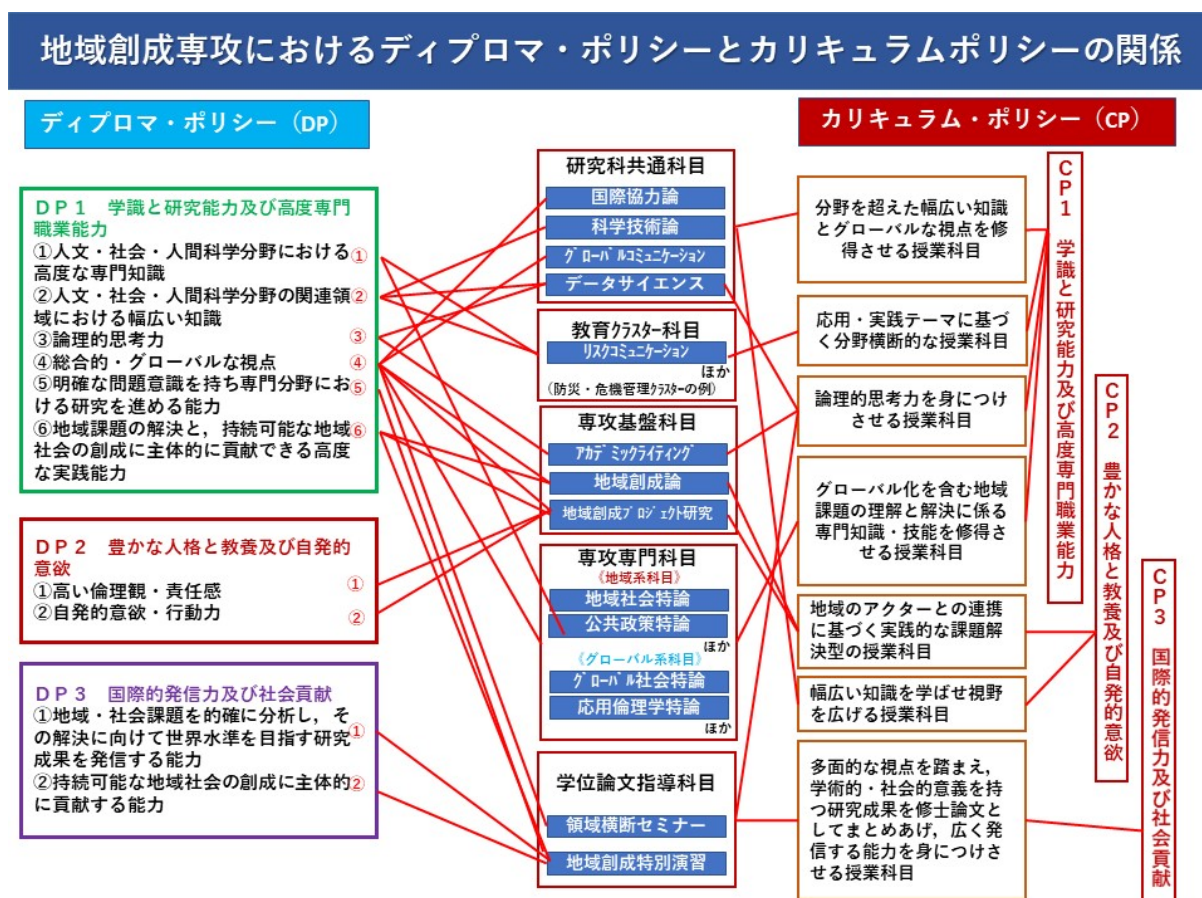 地域創成専攻におけるディプロマ・ポリシーとカリキュラムポリシーの関係
ディプロマ・ポリシー（DP）
DP1 学識と研究能力及び高度専門
職業能力
①人文・社会・人間科学分野における
高度な専門知識
②人文・社会・人間科学分野の関連領
域における幅広い知識
③論理的思考力
④総合的・グローバルな視点
⑤明確な問題意識を持ち専門分野にお
ける研究を進める能力
⑥地域課題の解決と，持続可能な地域
社会の創成に主体的に貢献できる高度
な実践能力
①
②
③
④
⑤
⑥
DP2 豊かな人格と教養及び自発的
意欲
①高い倫理観・責任感
②自発的意欲・行動力
①
②
DP3 国際的発信力及び社会貢献
①地域・社会課題を的確に分析し，そ
の解決に向けて世界水準を目指す研究
成果を発信する能力
②持続可能な地域社会の創成に主体的
に貢献する能力
①
②
研究科共通科目
国際協力論
科学技術論
グローバルコミュニケーション
データサイエンス
教育クラスター科目
リスクコミュニケーション
ほか
（防災・危機管理クラスターの例）
専攻基盤科目
アカデミックライティング
地域創成論
地域創成プロジェクト研究
専攻専門科目
《地域系科目》
地域社会特論
公共政策特論
ほか
《グローバル系科目》
グローバル社会特論
応用倫理学特論
ほか
学位論文指導科目
領域横断セミナー
地域創成特別演習
カリキュラム・ポリシー（CP）
分野を超えた幅広い知識
とグローバルな視点を修
得させる授業科目
応用・実践テーマに基づ
く分野横断的な授業科目
論理的思考力を身につけ
させる授業科目
グローバル化を含む地域
課題の理解と解決に係る
専門知識・技能を修得さ
せる授業科目
地域のアクターとの連携
に基づく実践的な課題解
決型の授業科目
幅広い知識を学ばせ視野
を広げる授業科目
多面的な視点を踏まえ，
学術的・社会的意義を持
つ研究成果を修士論文と
してまとめあげ，広く発
信する能力を身につけさ
せる授業科目
CP1 学識と研究能力及び高度専門職業能力
CP2 豊かな人格と教養及び自発的意欲
CP3 国際的発信力及び社会貢献